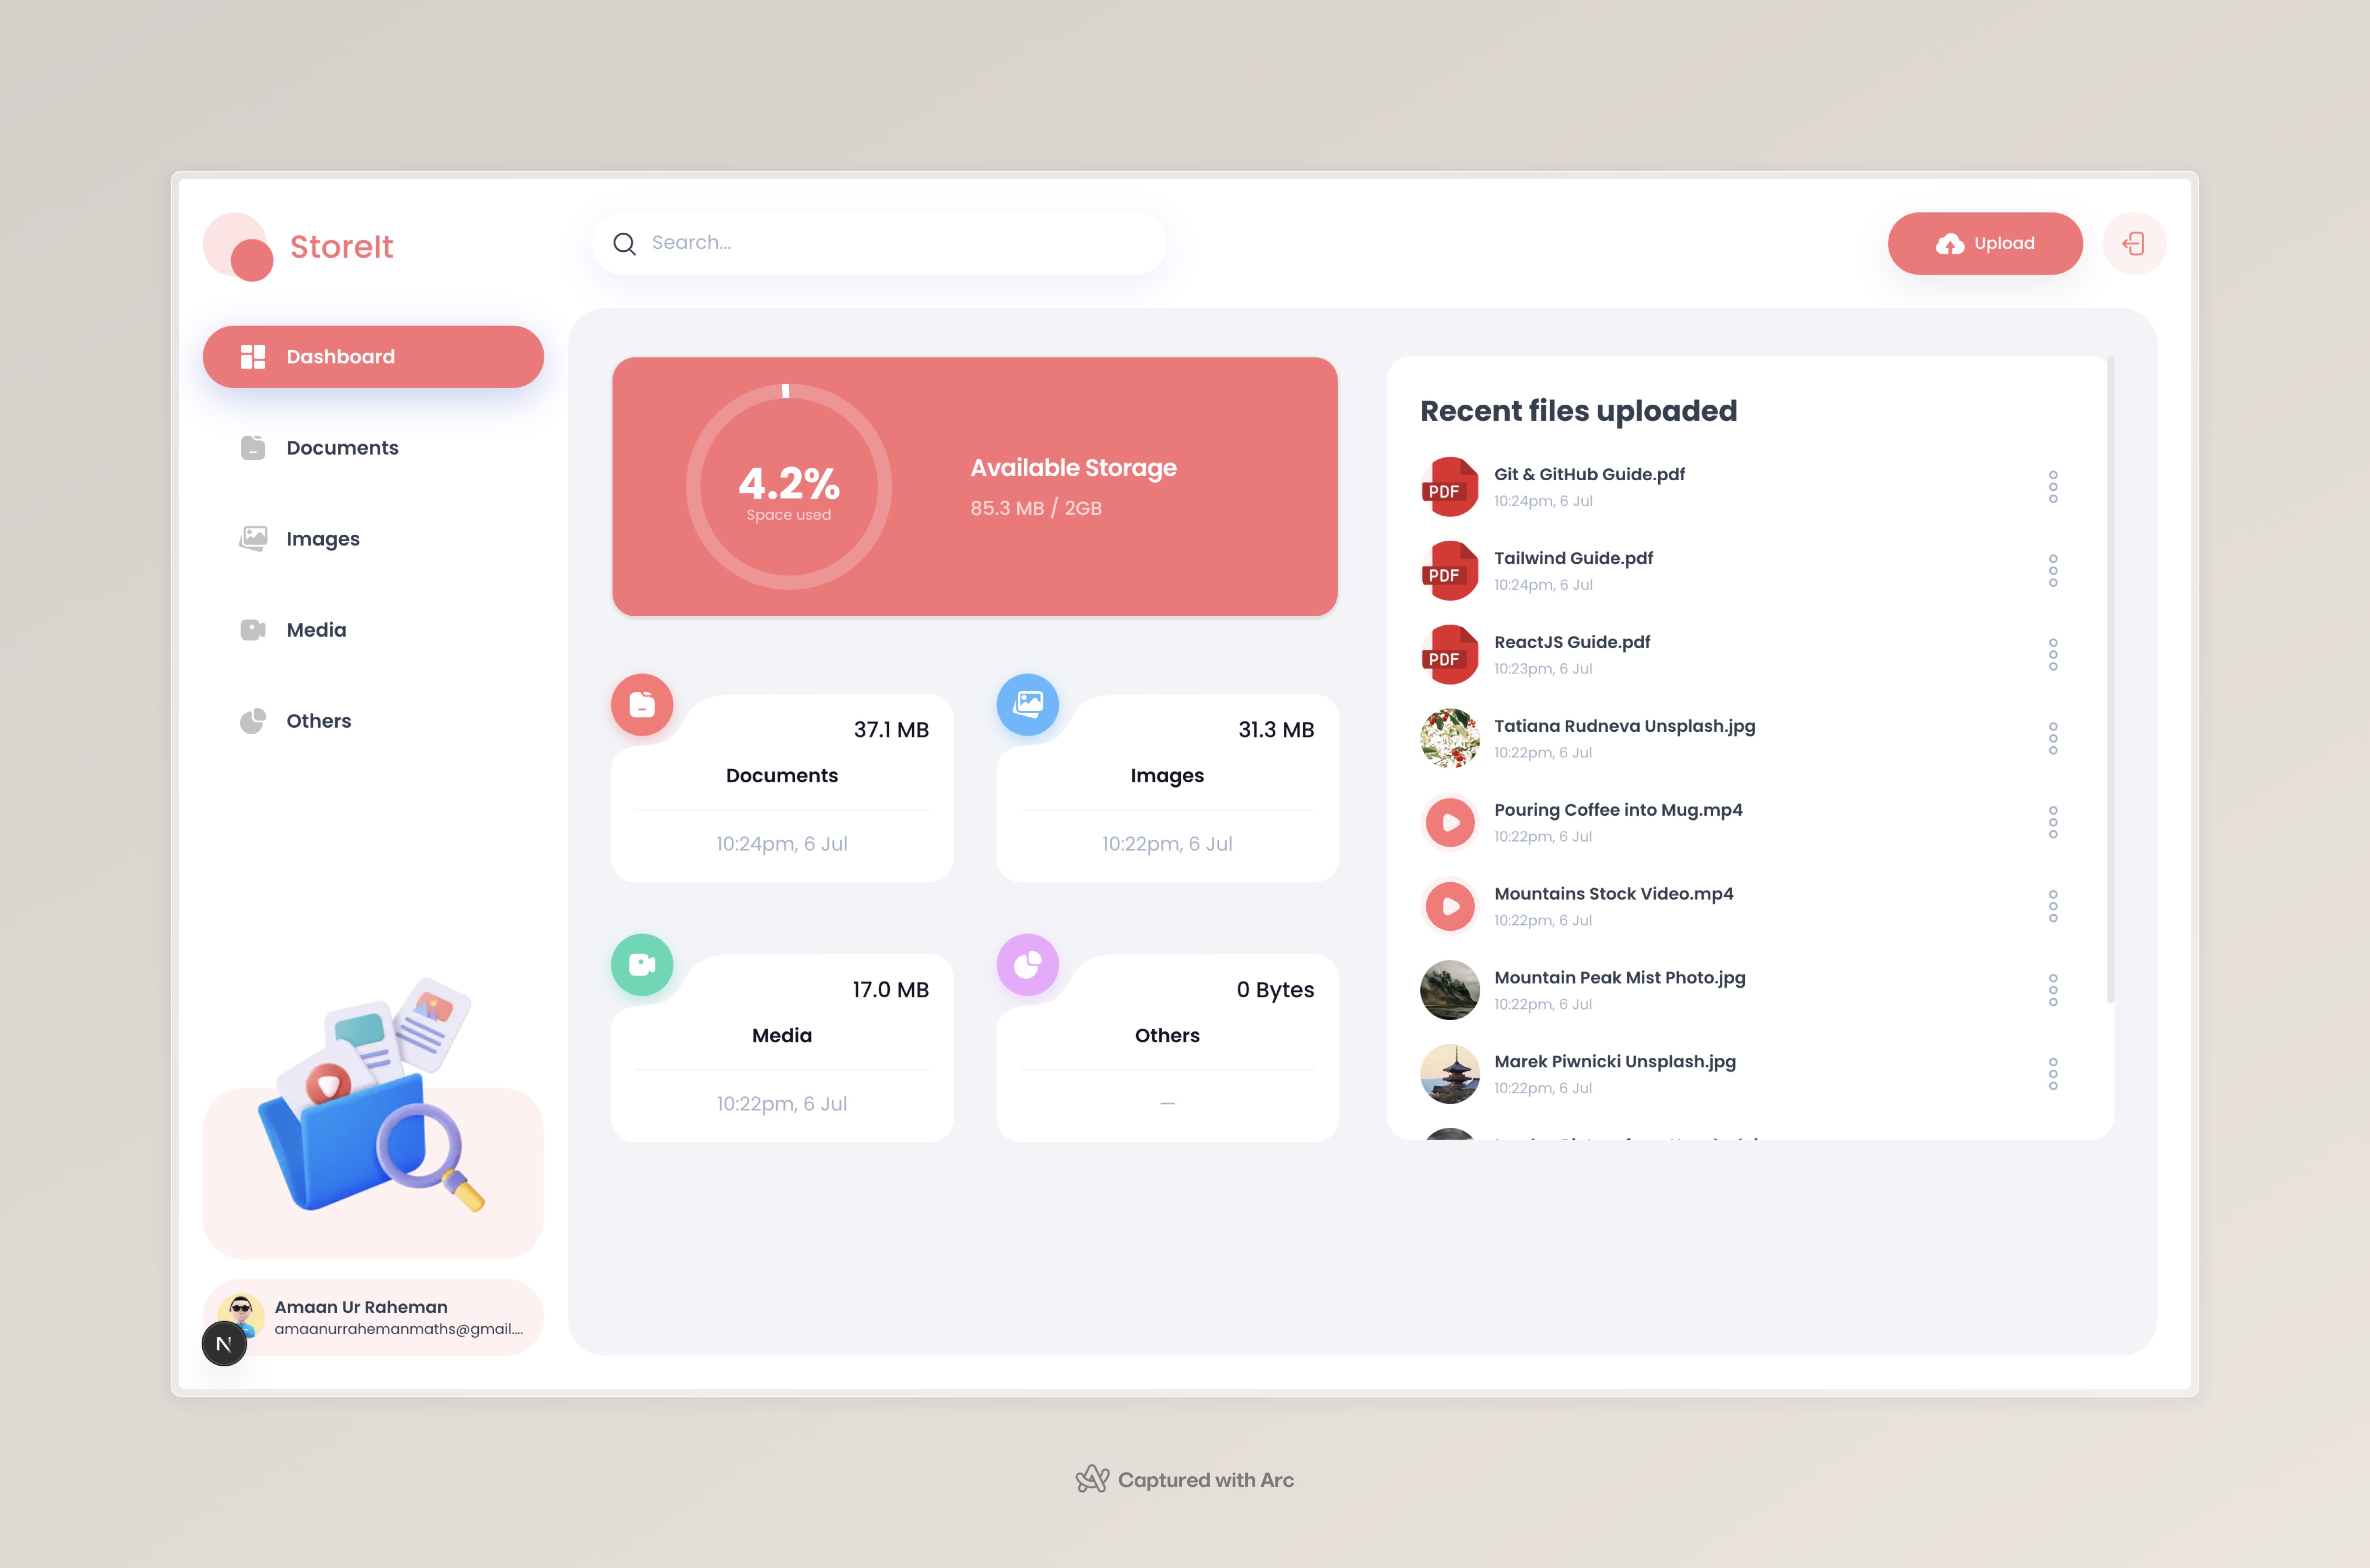 StoreIt
Search...
Upload
Dashboard
Documents
Images
Media
Others
Amaan Ur Raheman
amaanurrahemanmaths@gmail....
N
4.2%
Space used
Available Storage
85.3 MB / 2GB
37.1 MB
Documents
10:24pm, 6 Jul
31.3 MB
Images
10:22pm, 6 Jul
17.0 MB
Media
10:22pm, 6 Jul
0 Bytes
Others
—
Recent files uploaded
PDF
Git & GitHub Guide.pdf
10:24pm, 6 Jul
PDF
Tailwind Guide.pdf
10:24pm, 6 Jul
PDF
ReactJS Guide.pdf
10:23pm, 6 Jul
Tatiana Rudneva Unsplash.jpg
10:22pm, 6 Jul
Pouring Coffee into Mug.mp4
10:22pm, 6 Jul
Mountains Stock Video.mp4
10:22pm, 6 Jul
Mountain Peak Mist Photo.jpg
10:22pm, 6 Jul
Marek Piwnicki Unsplash.jpg
10:22pm, 6 Jul
Captured with Arc